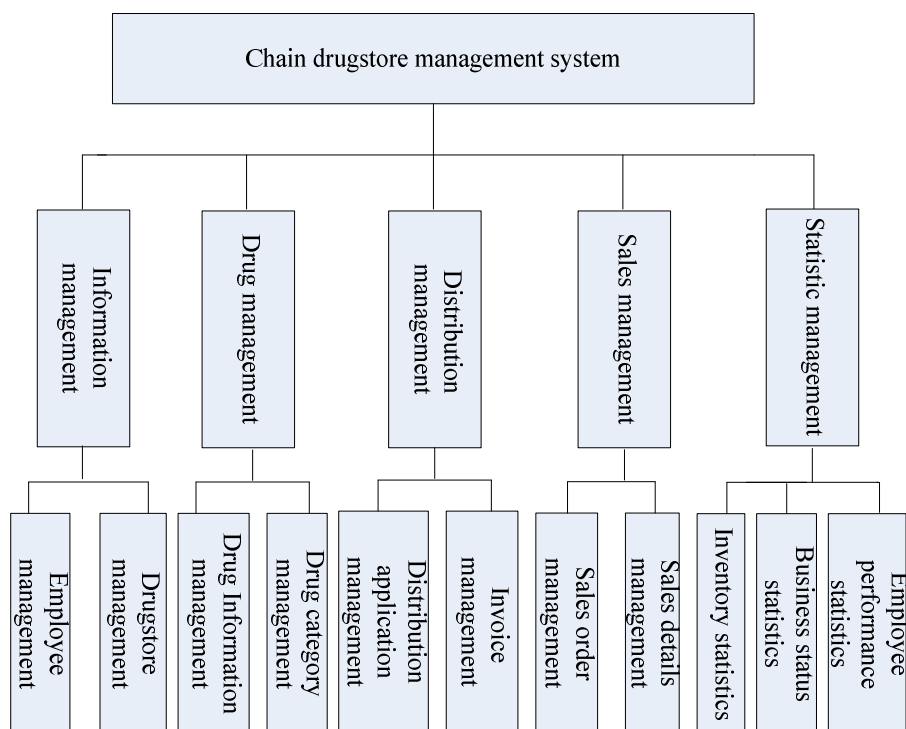 Chain drugstore management system
Information
management
Drug management
Distribution
management
Sales management
Statistic management
Employee
management
Drugstore
management
Drug Information
management
Drug category
management
Distribution
application
management
Invoice
management
Sales order
management
Sales details
management
Inventory statistics
Business status
statistics
Employee
performance
statistics